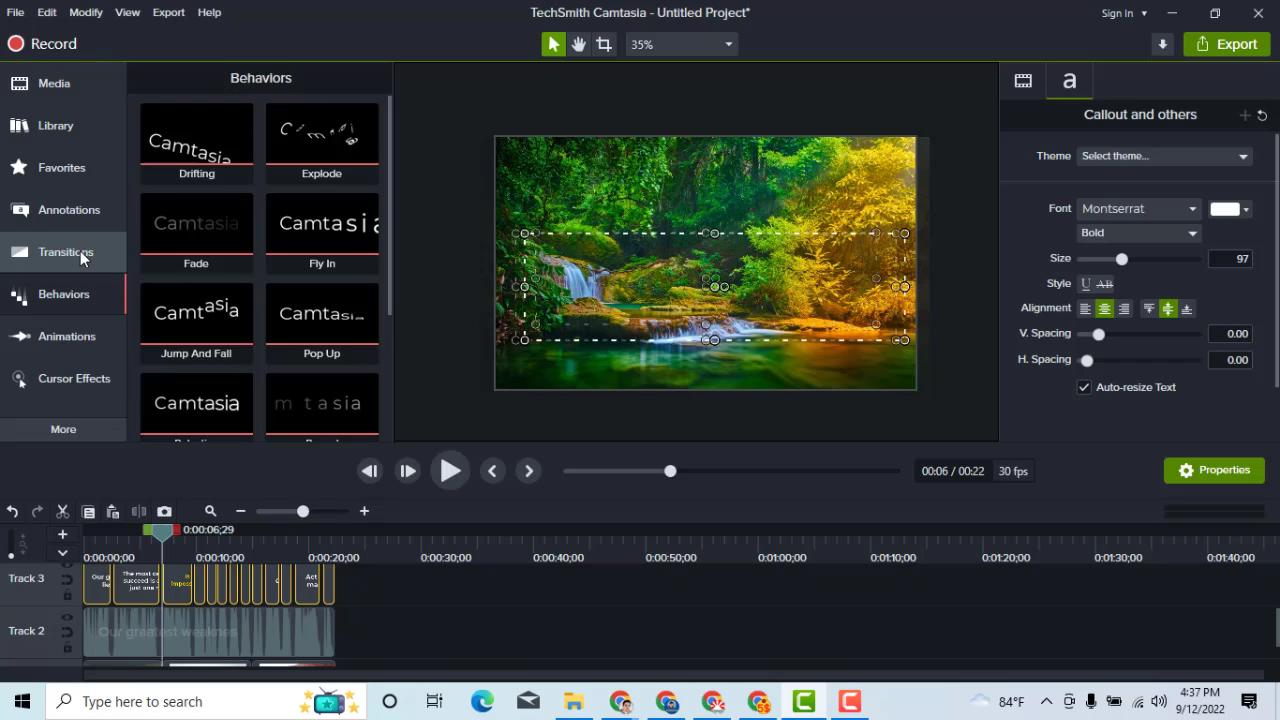 File Edit Modify View Export Help
TechSmith Camtasia - Untitled Project*
Sign In
Record
35%
Export
Media
Library
Favorites
Annotations
Transitions
Behaviors
Animations
Cursor Effects
More
Behaviors
Camtasia
Drifting
Explode
Camtasia
Fade
Camtasia
Fly In
Camtasia
Jump And Fall
Camtasia
Pop Up
Camtasia
m t a s i a
a
Callout and others
Theme Select theme...
Font Montserrat
Bold
Size 97
Style U AB
Alignment
V. Spacing 0.00
H. Spacing 0.00
Auto-resize Text
00:06 / 00:22 30 fps
Properties
0:00:06;29
0:00:00;00 0:00:10;00 0:00:20;00 0:00:30;00 0:00:40;00 0:00:50;00 0:01:00;00 0:01:10;00 0:01:20;00 0:01:30;00 0:01:40;00
Track 3
Track 2
Our greatest weaknes
Type here to search
84°F
4:37 PM
9/12/2022